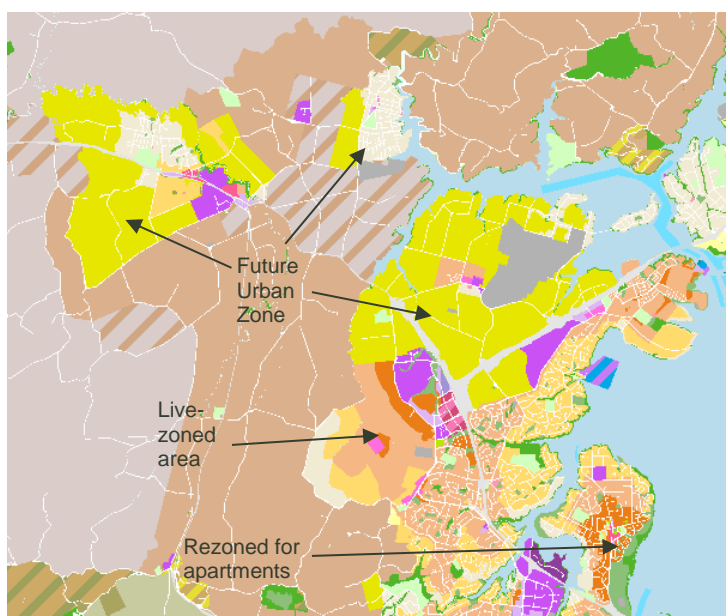 Future
Urban
Zone
Live-
zoned
area
Rezoned for
apartments